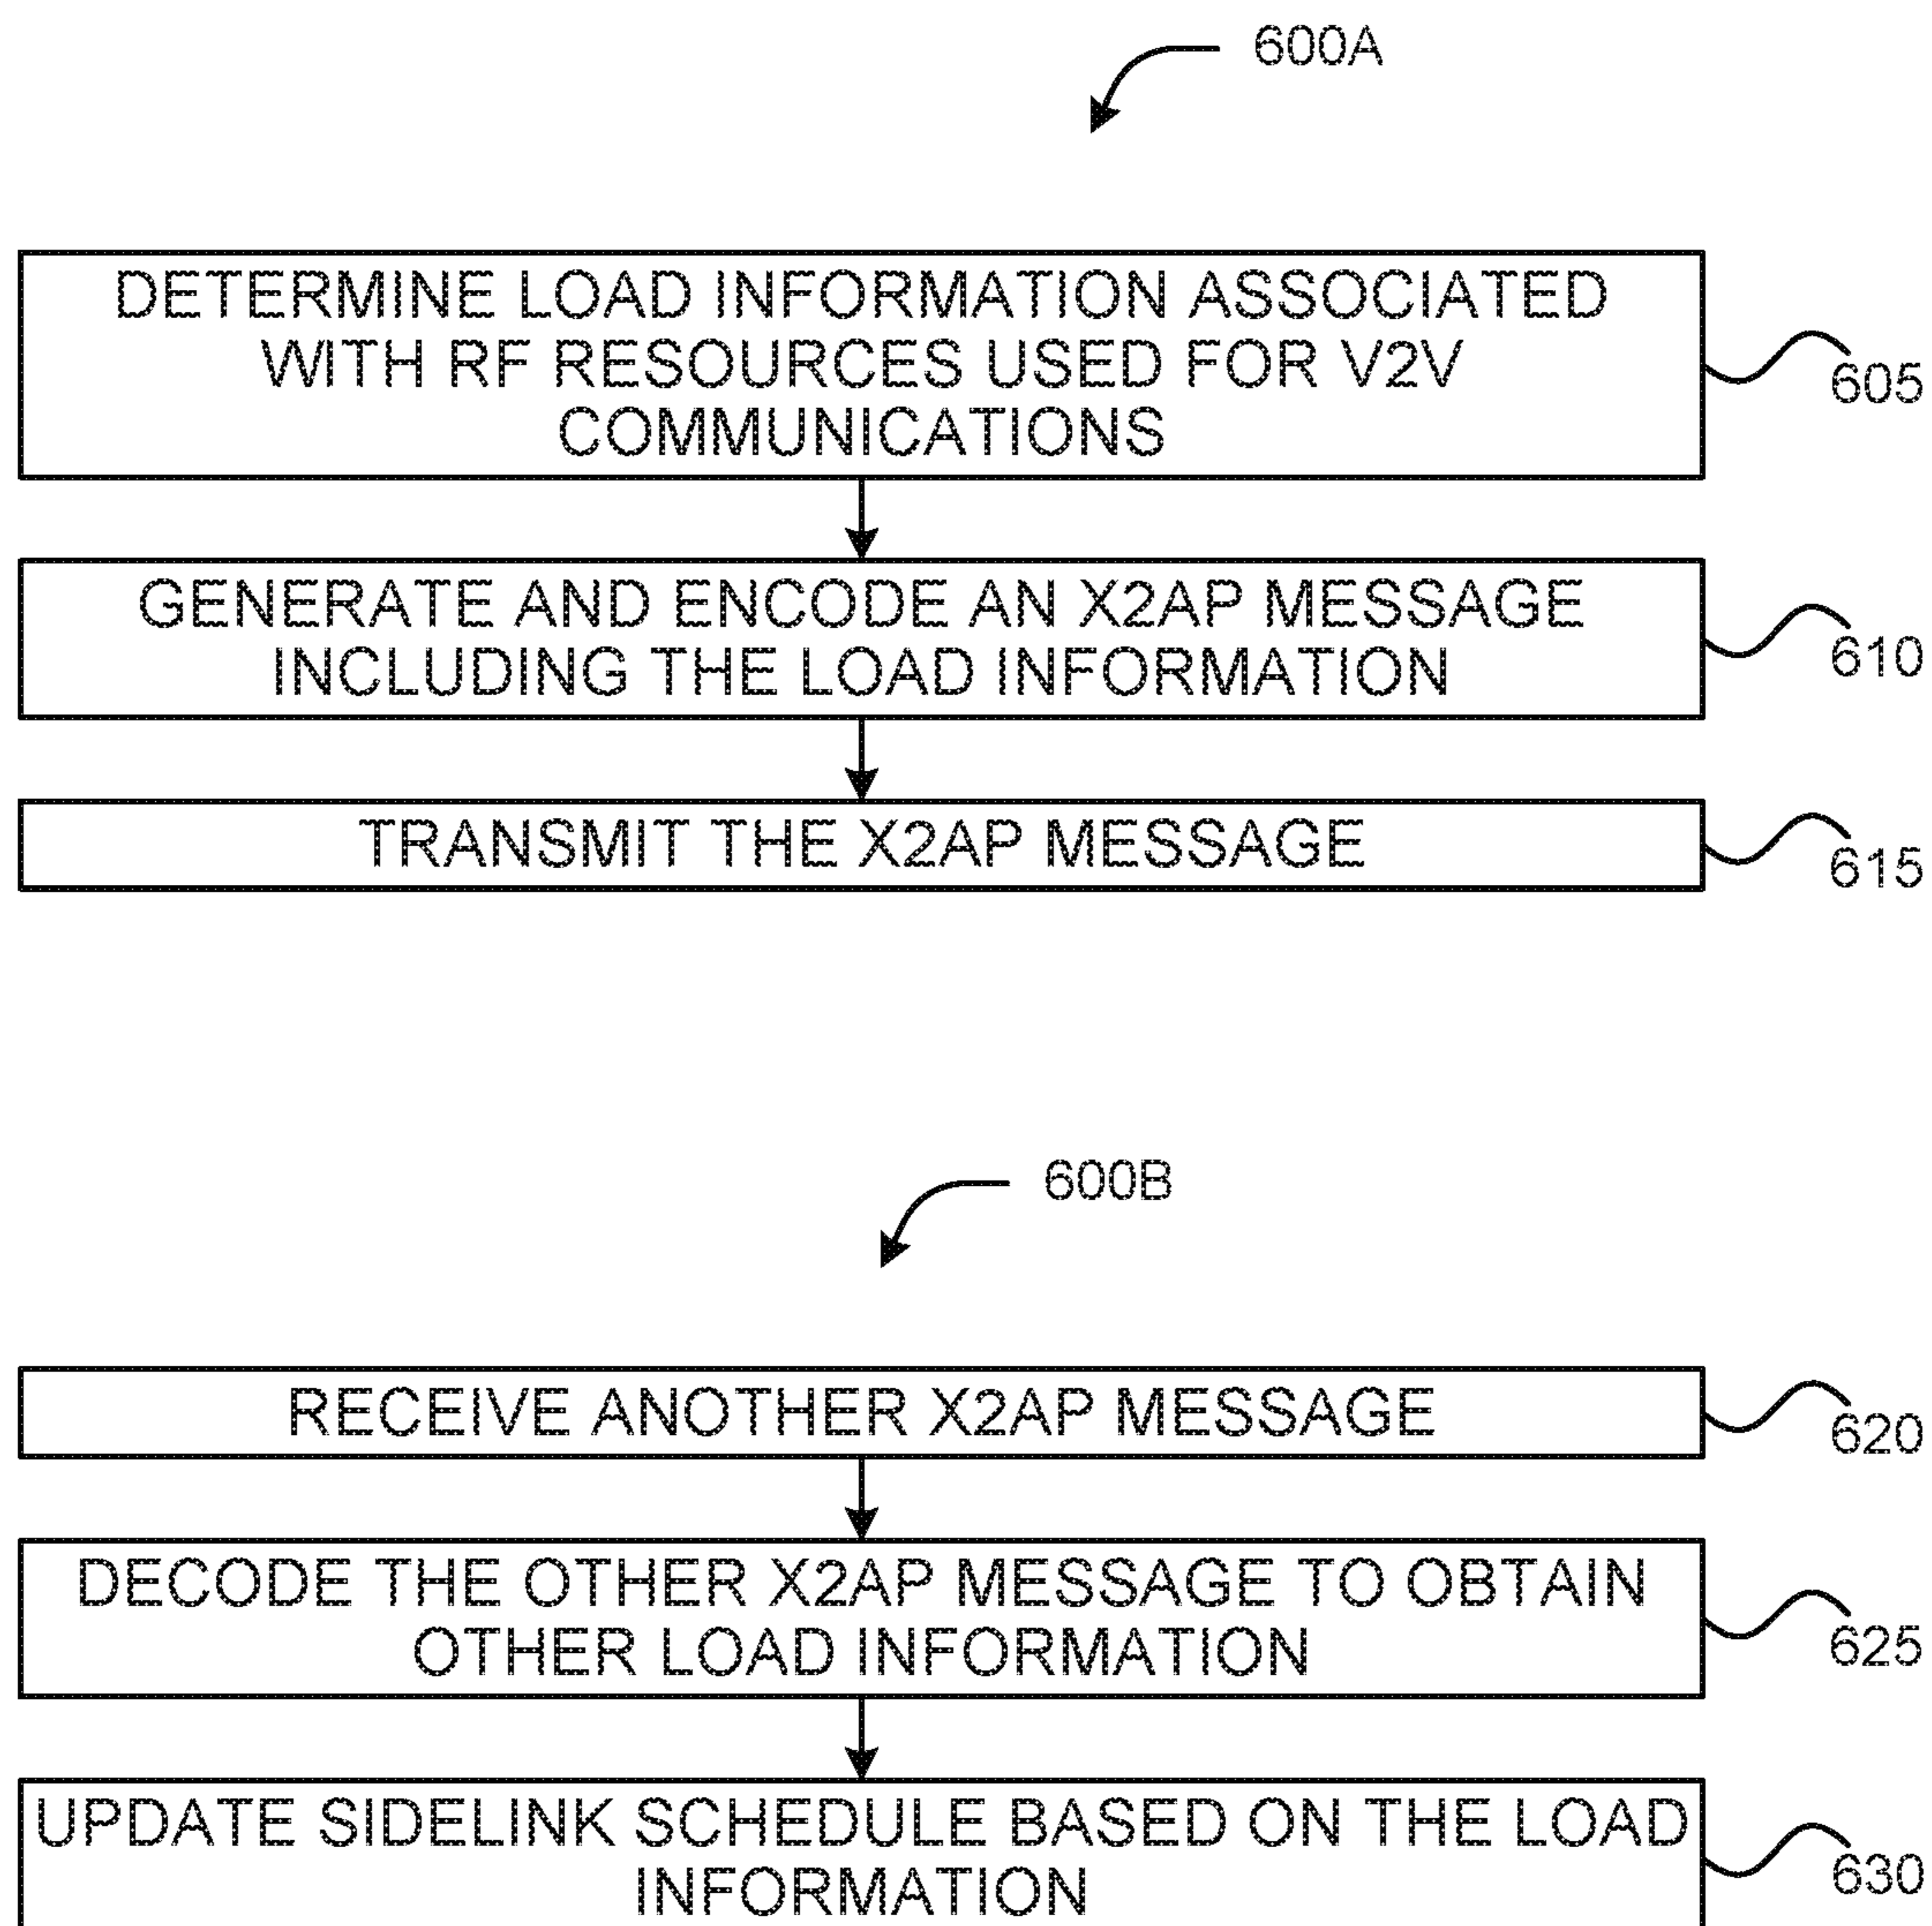 600A
DETERMINE LOAD INFORMATION ASSOCIATED
WITH RF RESOURCES USED FOR V2V
COMMUNICATIONS
605
GENERATE AND ENCODE AN X2AP MESSAGE
INCLUDING THE LOAD INFORMATION
610
TRANSMIT THE X2AP MESSAGE
615
600B
RECEIVE ANOTHER X2AP MESSAGE
620
DECODE THE OTHER X2AP MESSAGE TO OBTAIN
OTHER LOAD INFORMATION
625
UPDATE SIDELINK SCHEDULE BASED ON THE LOAD
INFORMATION
630